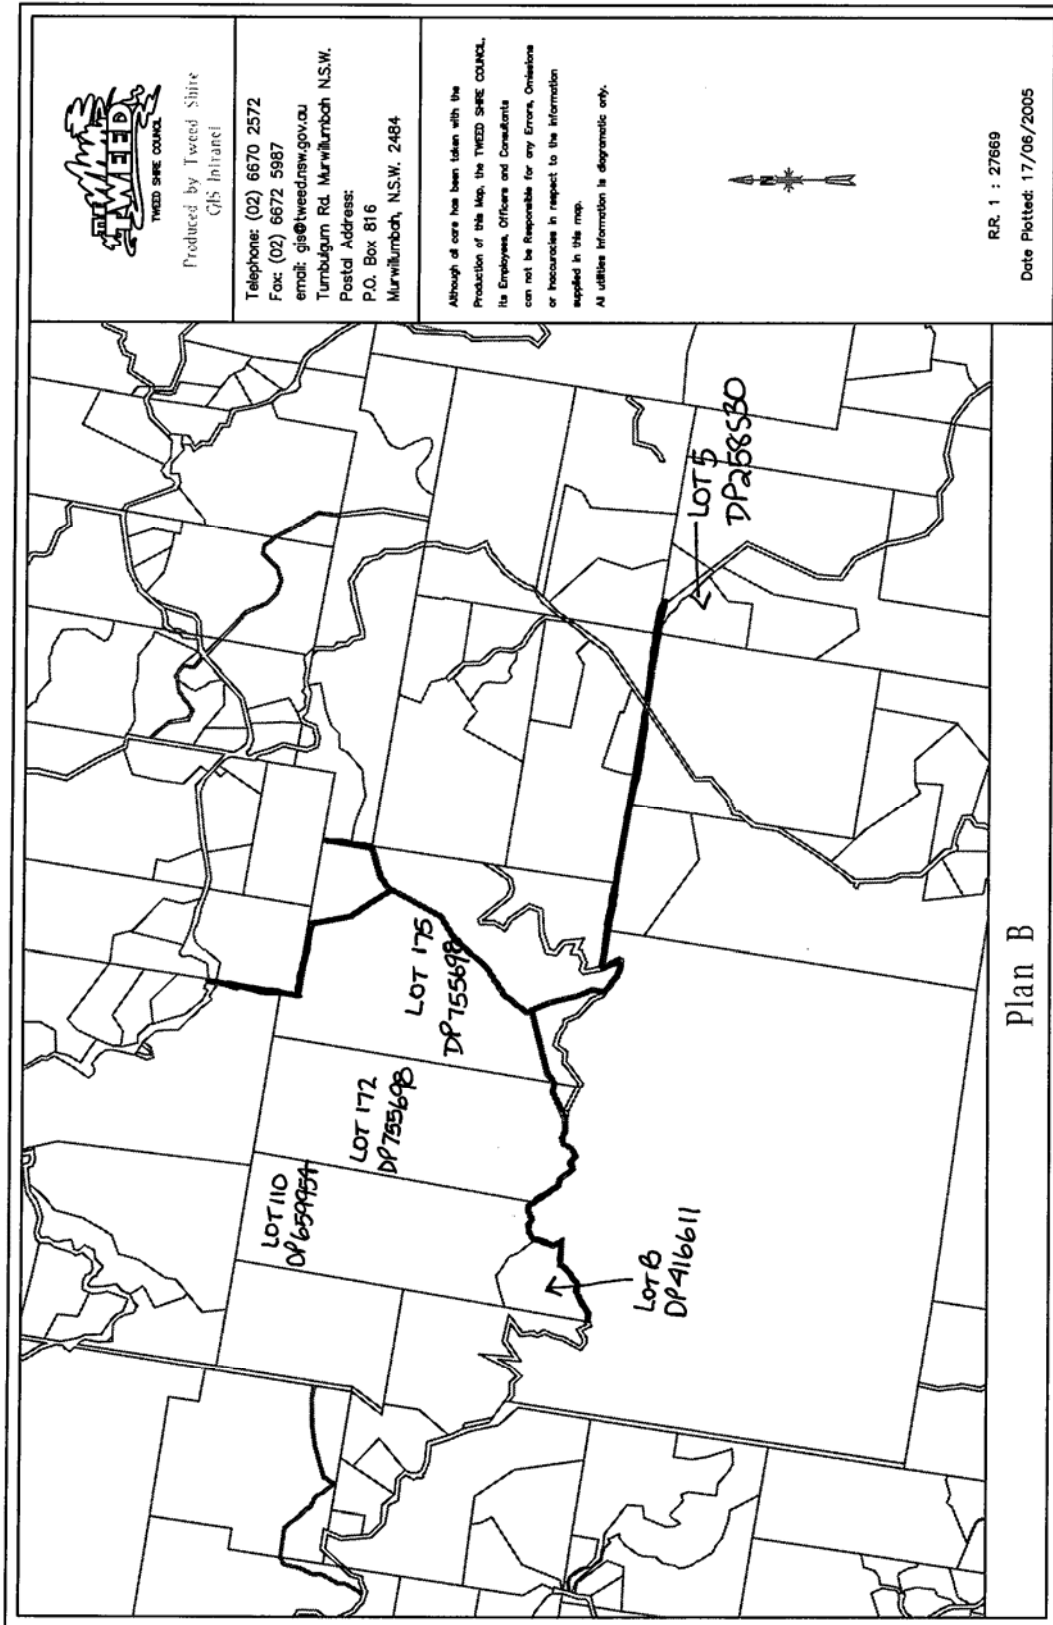 THE
TWEED
TWEED SHIRE COUNCIL
Produced by Tweed Shire
GIS Intranet
Telephone: (02) 6670 2572
Fax: (02) 6672 5987
email: gis@tweed.nsw.gov.au
Tumbulgum Rd. Murwillumbah N.S.W.
Postal Address:
P.O. Box 816
Murwillumbah, N.S.W. 2484
Although all care has been taken with the
Production of this Map, the TWEED SHIRE COUNCIL,
its Employees, Officers and Consultants
can not be Responsible for any Errors, Omissions
or Inaccuracies in respect to the information
supplied in this map.
All utilities information is diagramatic only.
N
R.R. 1 : 27669
Date Plotted: 17/06/2005
LOT 110
DP659954
LOT 172
DP755698
LOT 175
DP755698
LOT B
DP416611
LOT 5
DP258530
Plan B